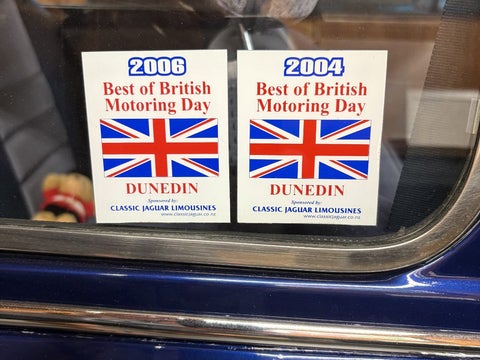 2006
Best of British
Motoring Day
DUNEDIN
Sponsored by:
CLASSIC JAGUAR LIMOUSINES
www.classicjaguar.co.nz
2004
Best of British
Motoring Day
DUNEDIN
Sponsored by:
CLASSIC JAGUAR LIMOUSINES
www.classicjaguar.co.nz